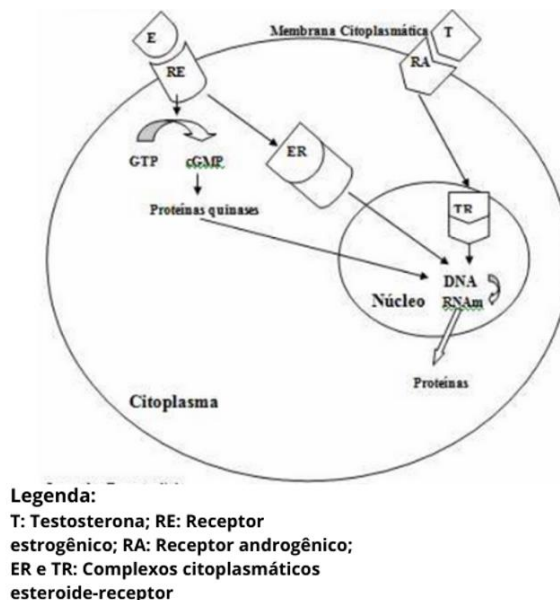 Membrana Citoplasmática
E
T
RE
RA
GTP
cGMP
ER
Proteínas quinases
TR
DNA
Núcleo
RNAm
Proteínas
Citoplasma
Legenda:
T: Testosterona; RE: Receptor
estrogênico; RA: Receptor androgênico;
ER e TR: Complexos citoplasmáticos
esteroide-receptor